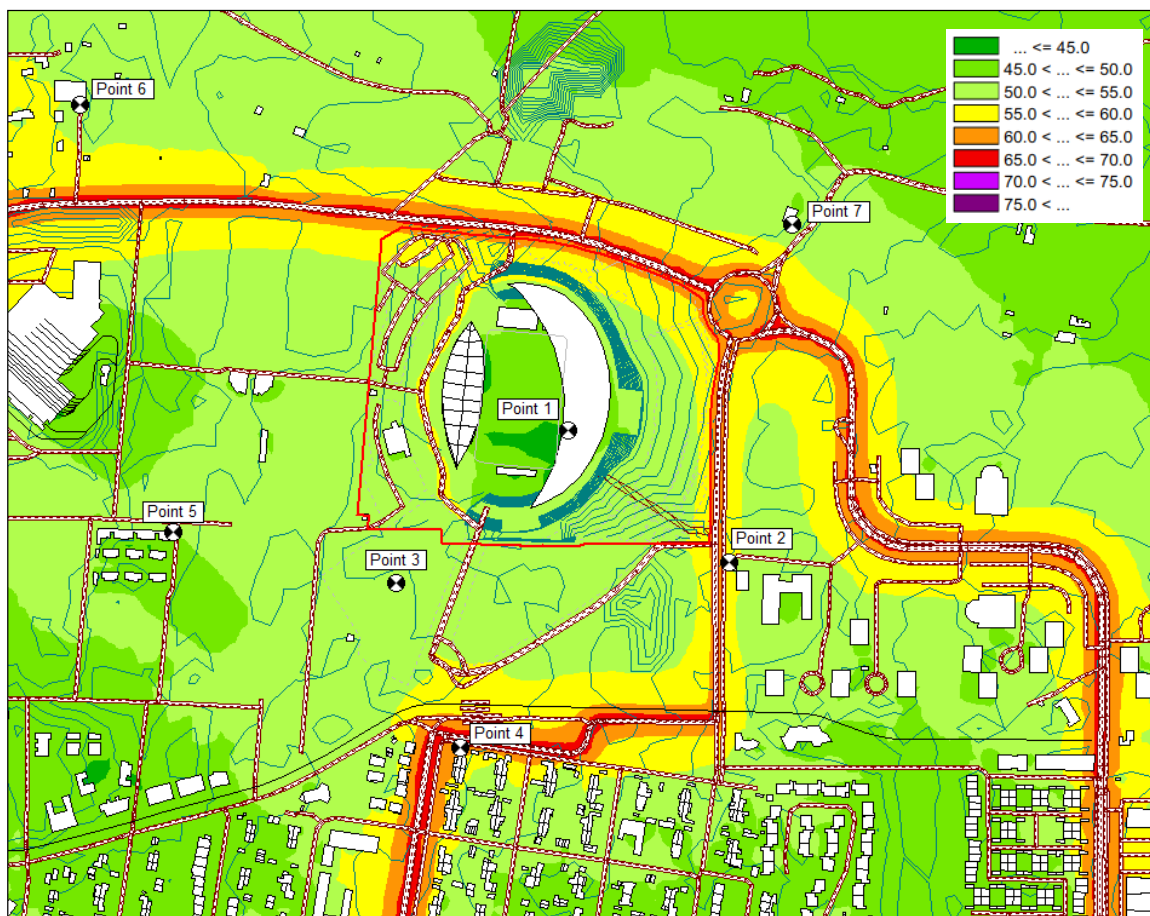 ... <= 45.0
45.0 < ... <= 50.0
50.0 < ... <= 55.0
55.0 < ... <= 60.0
60.0 < ... <= 65.0
65.0 < ... <= 70.0
70.0 < ... <= 75.0
75.0 < ...
Point 6
Point 7
Point 1
Point 5
Point 2
Point 3
Point 4